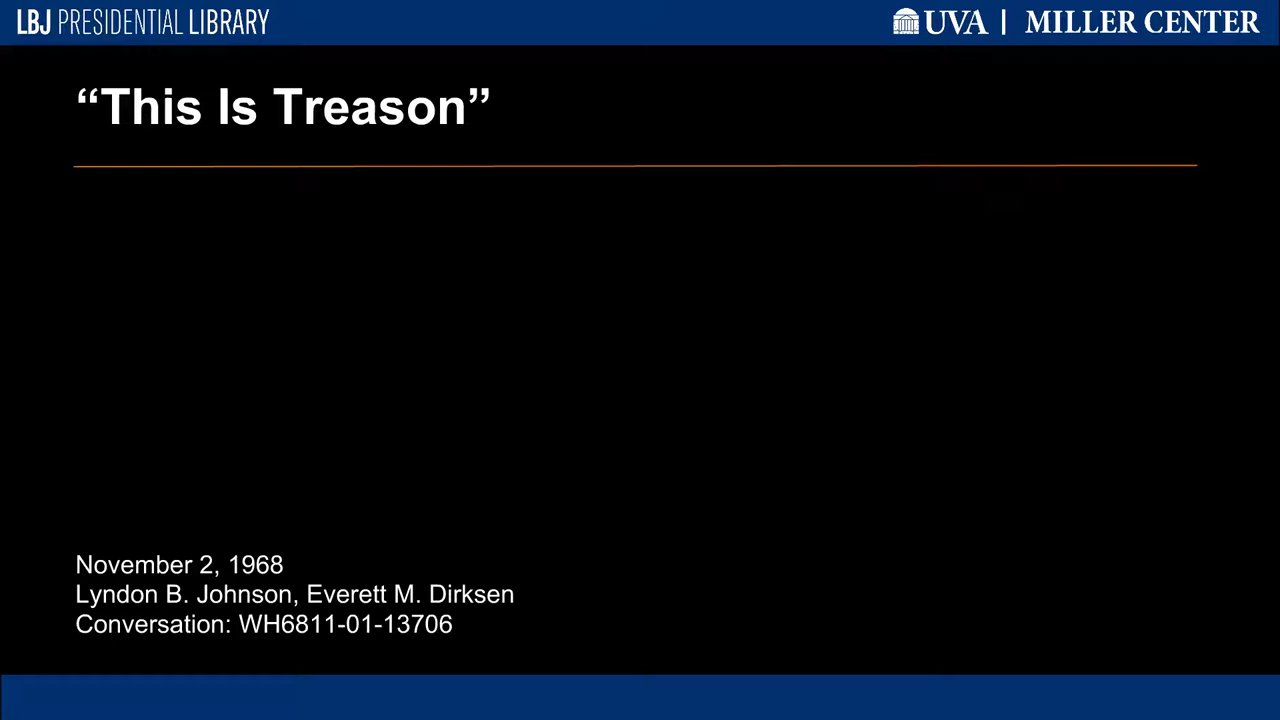 LBJ PRESIDENTIAL LIBRARY
UVA | MILLER CENTER
“This Is Treason”
November 2, 1968
Lyndon B. Johnson, Everett M. Dirksen
Conversation: WH6811-01-13706